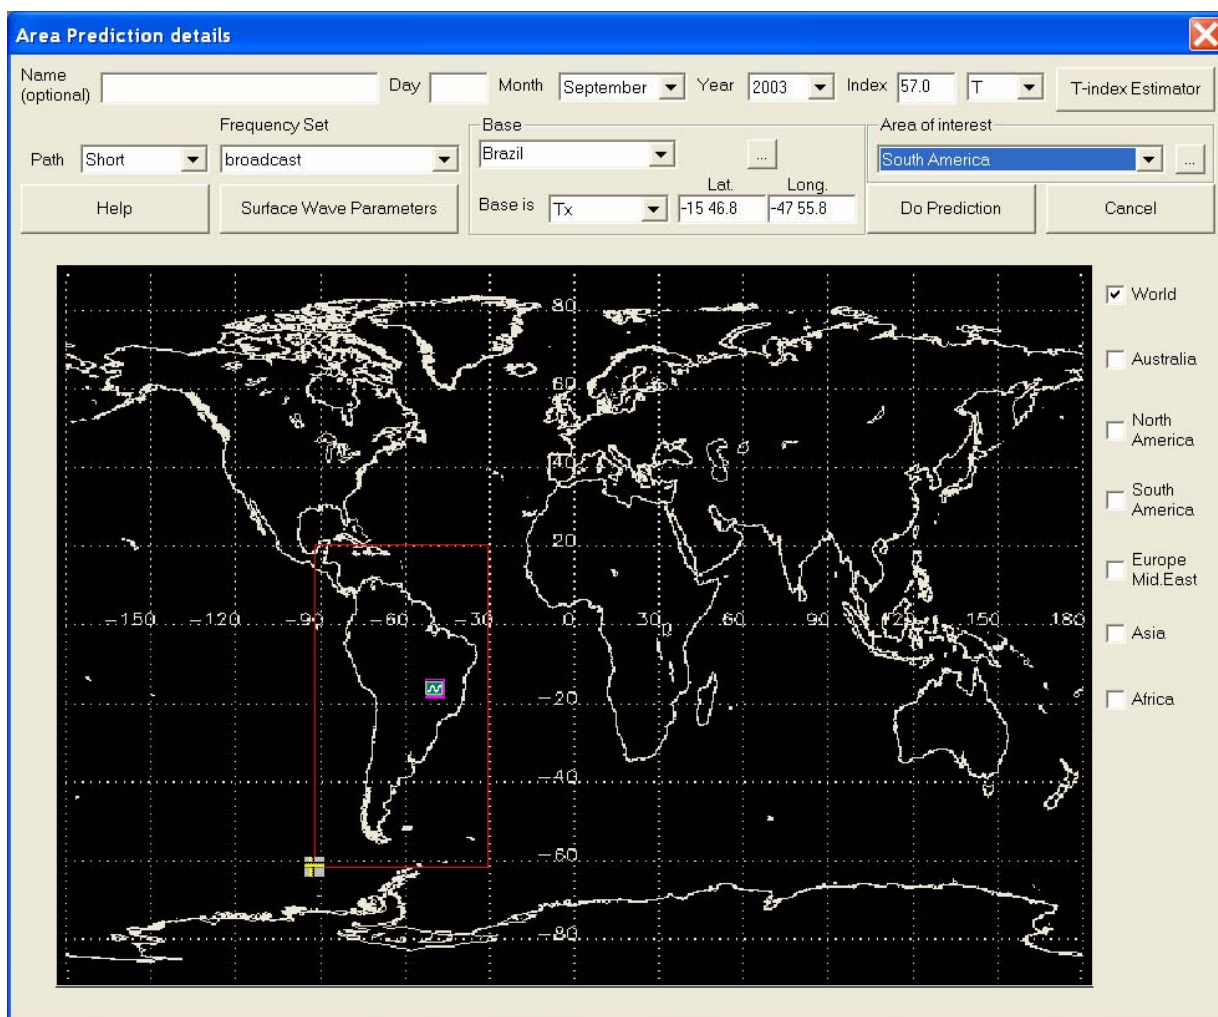 Area Prediction details
Name
(optional)
Day
Month
September
Year
2003
Index
57.0
T
T-index Estimator
Frequency Set
Base
Area of interest
Path
Short
broadcast
Brazil
...
South America
...
Lat.
Long.
Help
Surface Wave Parameters
Base is
Tx
-15 46.8
-47 55.8
Do Prediction
Cancel
80
60
40
20
-150
-120
-90
-60
-30
0
30
60
90
120
150
180
-20
-40
-60
-80
World
Australia
North
America
South
America
Europe
Mid.East
Asia
Africa